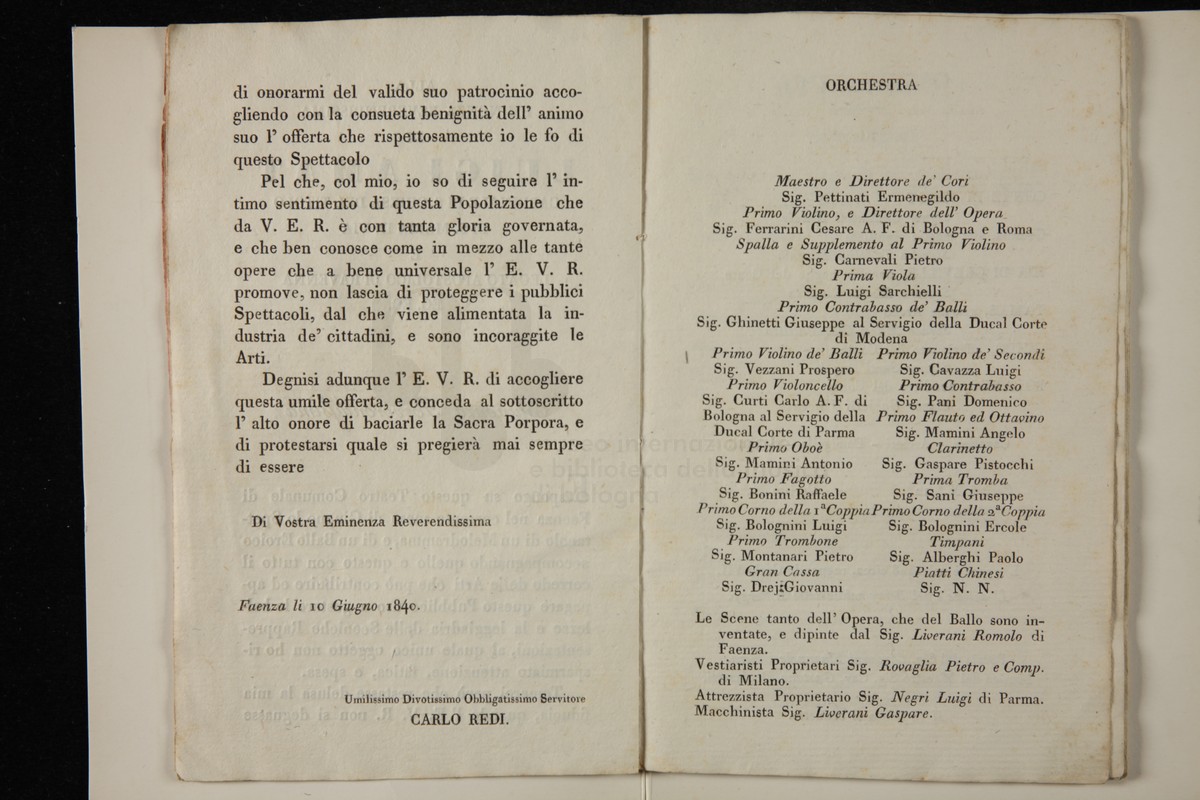 di onorarmi del valido suo patrocinio acco-
gliendo con la consueta benignità dell' animo
suo l' offerta che rispettosamente io le fo di
questo Spettacolo
Pel che, col mio, io so di seguire l' in-
timo sentimento di questa Popolazione che
da V. E. R. è con tanta gloria governata,
e che ben conosce come in mezzo alle tante
opere che a bene universale l' E. V. R.
promove, non lascia di proteggere i pubblici
Spettacoli, dal che viene alimentata la in-
dustria de' cittadini, e sono incoraggite le
Arti.
Degnisi adunque l' E. V. R. di accogliere
questa umile offerta, e conceda al sottoscritto
l' alto onore di baciarle la Sacra Porpora, e
di protestarsi quale si pregierà mai sempre
di essere
Di Vostra Eminenza Reverendissima
Faenza li 10 Giugno 1840.
Umilissimo Divotissimo Obbligatissimo Servitore
CARLO REDI.
ORCHESTRA
Maestro e Direttore de' Cori
Sig. Pettinati Ermenegildo
Primo Violino, e Direttore dell' Opera
Sig. Ferrarini Cesare A. F. di Bologna e Roma
Spalla e Supplemento al Primo Violino
Sig. Carnevali Pietro
Prima Viola
Sig. Luigi Sarchielli
Primo Contrabasso de' Balli
Sig. Ghinetti Giuseppe al Servigio della Ducal Corte
di Modena
Primo Violino de' Balli
Sig. Vezzani Prospero
Primo Violoncello
Sig. Curti Carlo A. F. di
Bologna al Servigio della
Ducal Corte di Parma
Primo Oboè
Sig. Mamini Antonio
Primo Fagotto
Sig. Bonini Raffaele
Primo Corno della 1ª Coppia
Sig. Bolognini Luigi
Primo Trombone
Sig. Montanari Pietro
Gran Cassa
Sig. Drej Giovanni
Primo Violino de' Secondi
Sig. Cavazza Luigi
Primo Contrabasso
Sig. Pani Domenico
Primo Flauto ed Ottavino
Sig. Mamini Angelo
Clarinetto
Sig. Gaspare Pistocchi
Prima Tromba
Sig. Sani Giuseppe
Primo Corno della 2ª Coppia
Sig. Bolognini Ercole
Timpani
Sig. Alberghi Paolo
Piatti Chinesi
Sig. N. N.
Le Scene tanto dell' Opera, che del Ballo sono in-
ventate, e dipinte dal Sig. Liverani Romolo di
Faenza.
Vestiaristi Proprietari Sig. Rovaglia Pietro e Comp.
di Milano.
Attrezzista Proprietario Sig. Negri Luigi di Parma.
Macchinista Sig. Liverani Gaspare.